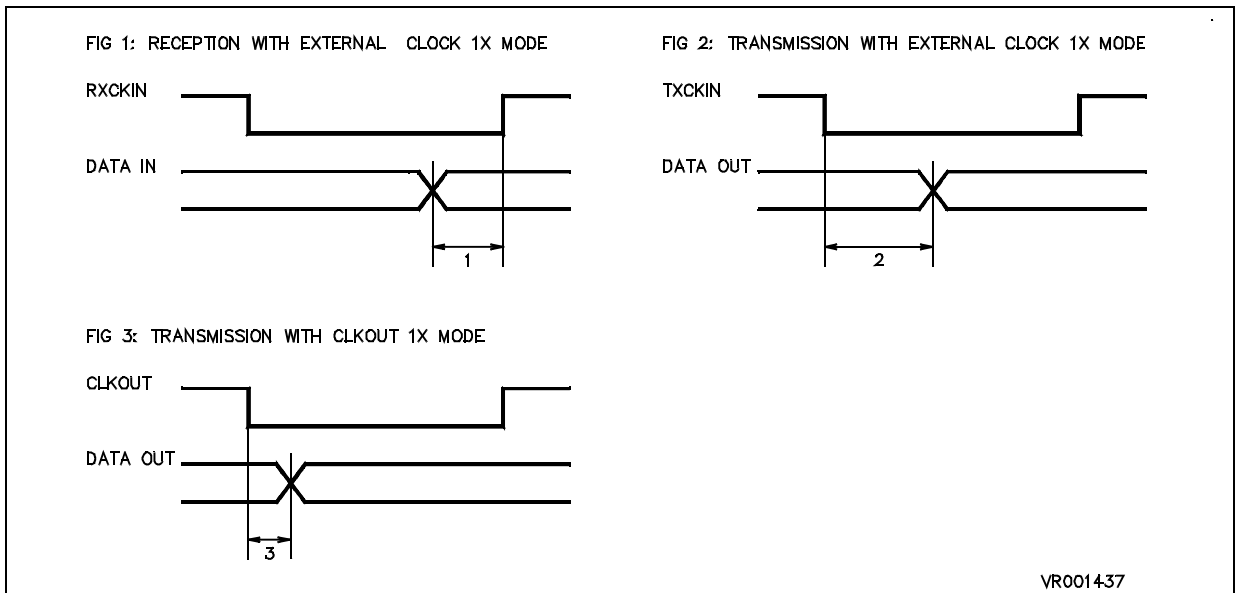 FIG 1: RECEPTION WITH EXTERNAL CLOCK 1X MODE
RXCKIN
DATA IN
1
FIG 2: TRANSMISSION WITH EXTERNAL CLOCK 1X MODE
TXCKIN
DATA OUT
2
FIG 3: TRANSMISSION WITH CLKOUT 1X MODE
CLKOUT
DATA OUT
3
VR001437